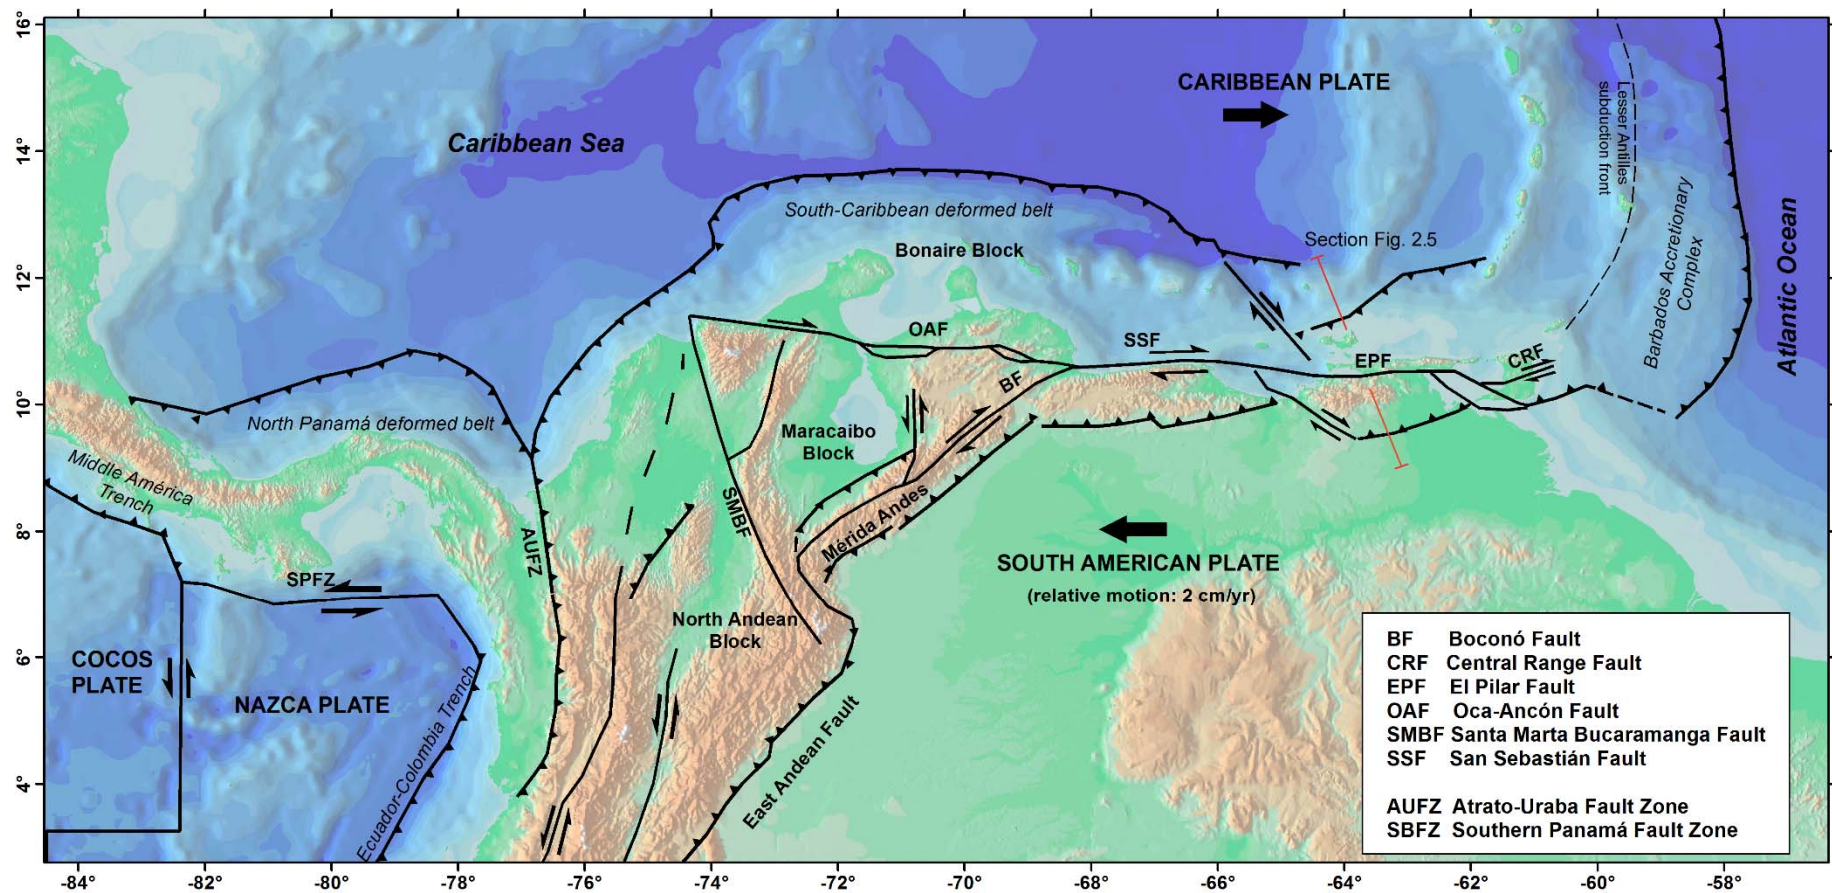 16°
14°
12°
10°
8°
6°
4°
CARIBBEAN PLATE
Caribbean Sea
Lesser Antilles
subduction front
South-Caribbean deformed belt
Section Fig. 2.5
Bonaire Block
Barbados Accretionary
Complex
Atlantic Ocean
OAF
SSF
EPF
CRF
BF
North Panamá deformed belt
Maracaibo
Block
Middle América
Trench
SMBF
Mérida Andes
AUFZ
SOUTH AMERICAN PLATE
(relative motion: 2 cm/yr)
SPFZ
North Andean
Block
COCOS
PLATE
NAZCA PLATE
Ecuador-Colombia Trench
East Andean Fault
BF Boconó Fault
CRF Central Range Fault
EPF El Pilar Fault
OAF Oca-Ancón Fault
SMBF Santa Marta Bucaramanga Fault
SSF San Sebastián Fault
AUFZ Atrato-Uraba Fault Zone
SBFZ Southern Panamá Fault Zone
-84° -82° -80° -78° -76° -74° -72° -70° -68° -66° -64° -62° -60° -58°